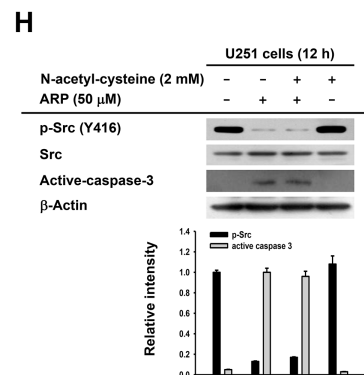 H
U251 cells (12 h)
N-acetyl-cysteine (2 mM) – – + +
ARP (50 μM) – + + –
p-Src (Y416)
Src
Active-caspase-3
β-Actin
1.4
p-Src
active caspase 3
1.2
1.0
0.8
0.6
0.4
0.2
0.0
Relative intensity